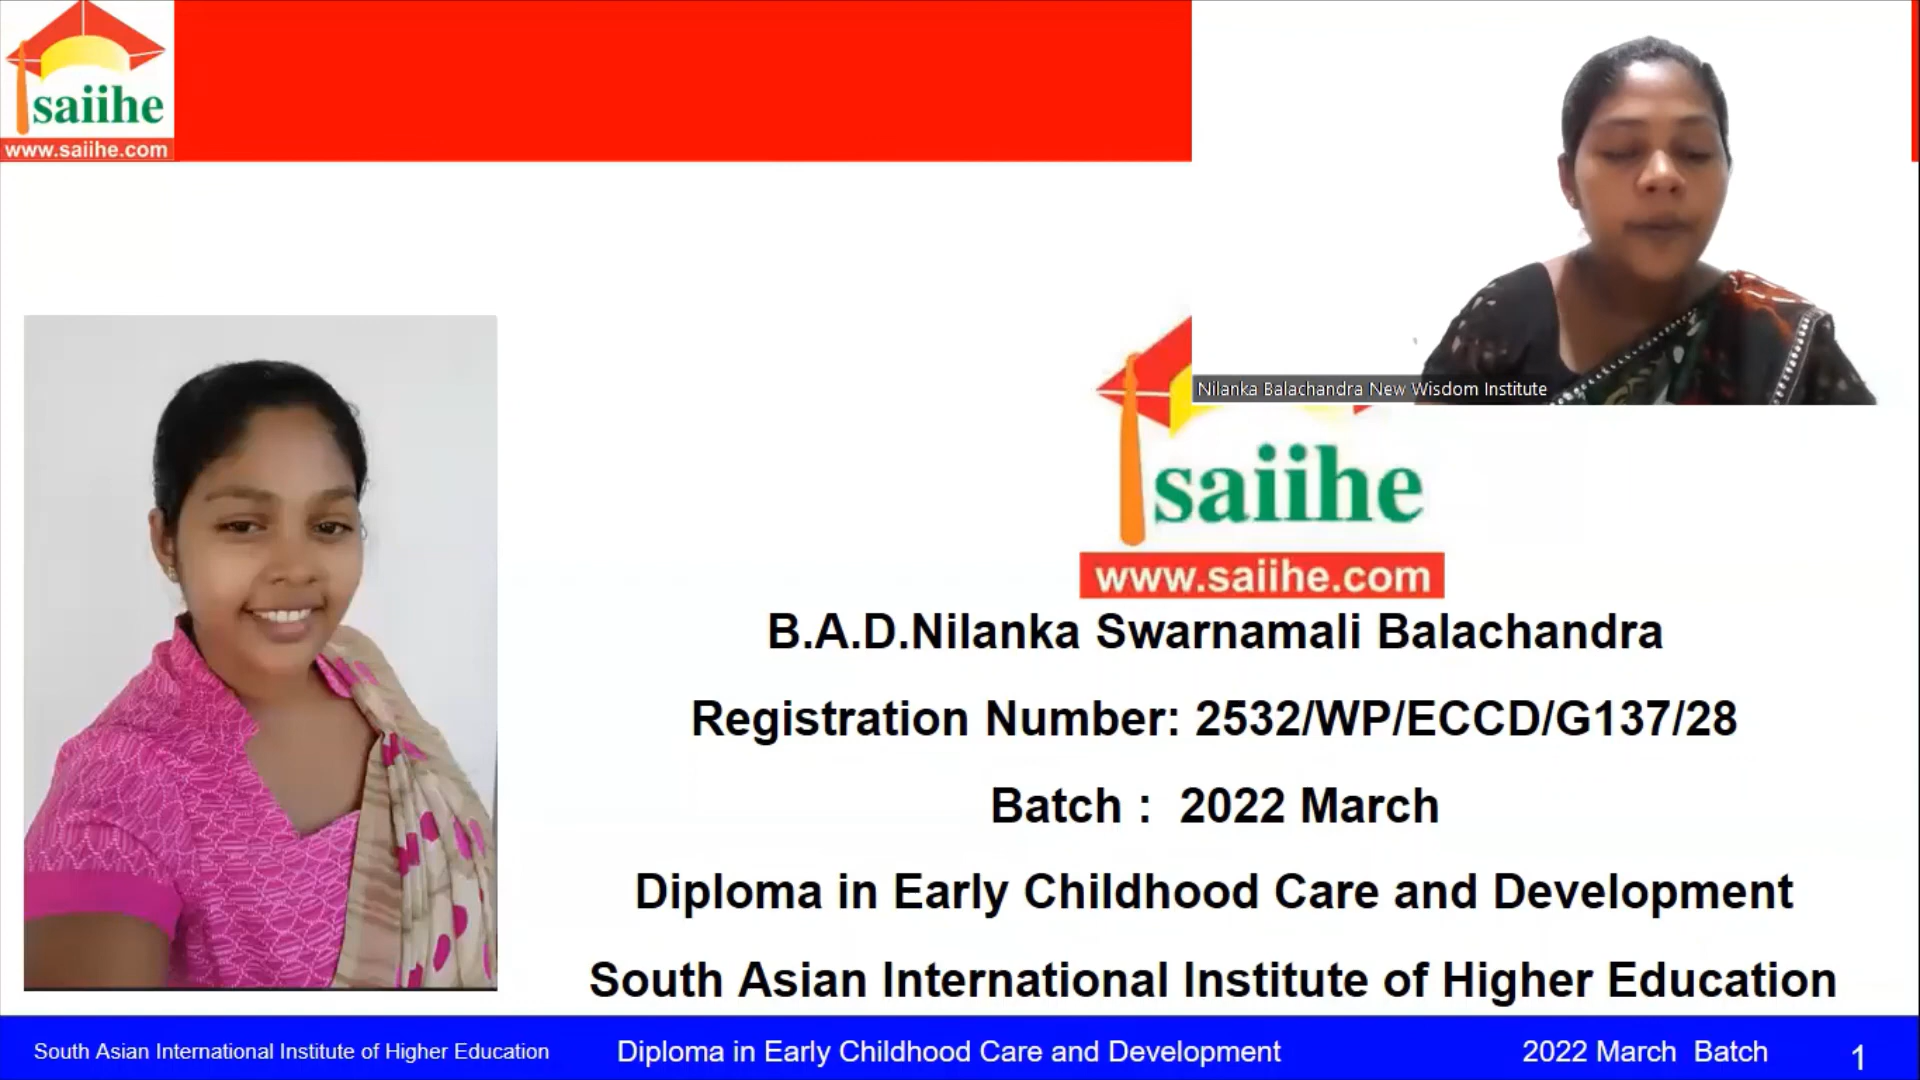 saiihe
www.saiihe.com
Nilanka Balachandra New Wisdom Institute
saiihe
www.saiihe.com
B.A.D.Nilanka Swarnamali Balachandra
Registration Number: 2532/WP/ECCD/G137/28
Batch : 2022 March
Diploma in Early Childhood Care and Development
South Asian International Institute of Higher Education
South Asian International Institute of Higher Education Diploma in Early Childhood Care and Development 2022 March Batch 1